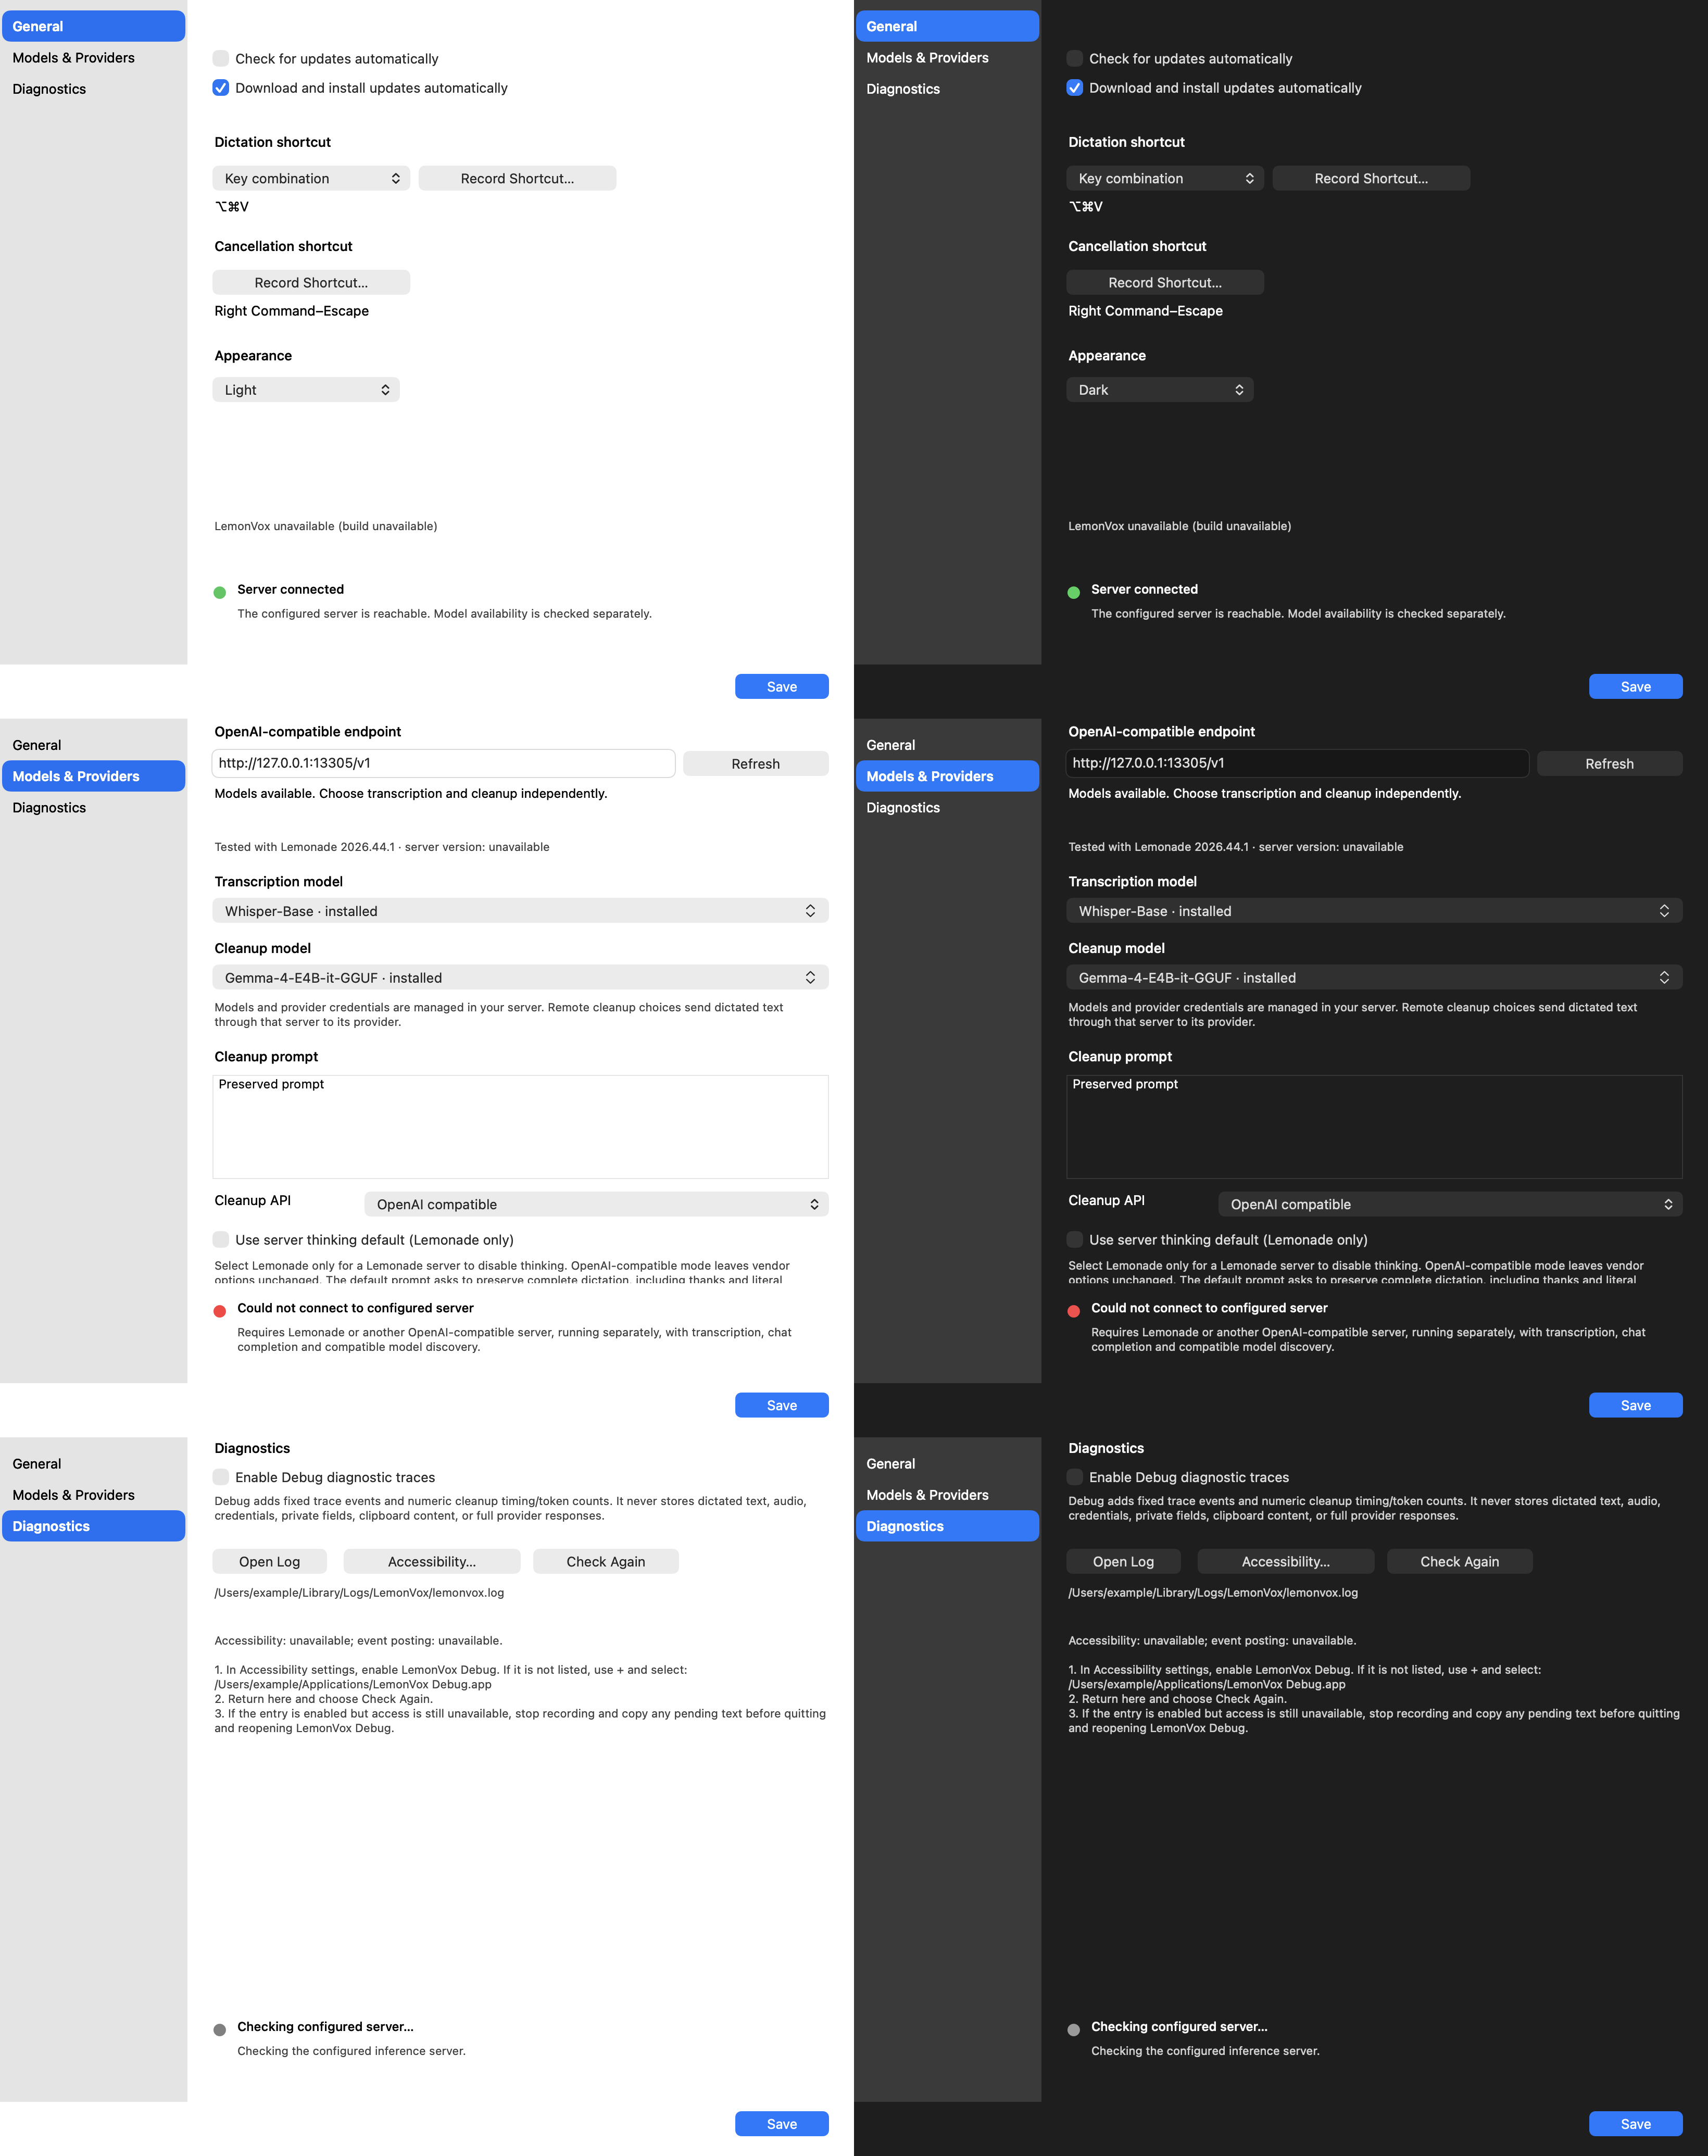 General
Models & Providers
Diagnostics
Check for updates automatically
Download and install updates automatically
Dictation shortcut
Key combination
Record Shortcut...
⌥⌘V
Cancellation shortcut
Record Shortcut...
Right Command–Escape
Appearance
Light
LemonVox unavailable (build unavailable)
Server connected
The configured server is reachable. Model availability is checked separately.
Save
General
Models & Providers
Diagnostics
Check for updates automatically
Download and install updates automatically
Dictation shortcut
Key combination
Record Shortcut...
⌥⌘V
Cancellation shortcut
Record Shortcut...
Right Command–Escape
Appearance
Dark
LemonVox unavailable (build unavailable)
Server connected
The configured server is reachable. Model availability is checked separately.
Save
General
Models & Providers
Diagnostics
OpenAI-compatible endpoint
http://127.0.0.1:13305/v1
Refresh
Models available. Choose transcription and cleanup independently.
Tested with Lemonade 2026.44.1 · server version: unavailable
Transcription model
Whisper-Base · installed
Cleanup model
Gemma-4-E4B-it-GGUF · installed
Models and provider credentials are managed in your server. Remote cleanup choices send dictated text
through that server to its provider.
Cleanup prompt
Preserved prompt
Cleanup API
OpenAI compatible
Use server thinking default (Lemonade only)
Select Lemonade only for a Lemonade server to disable thinking. OpenAI-compatible mode leaves vendor
options unchanged. The default prompt asks to preserve complete dictation, including thanks and literal
Could not connect to configured server
Requires Lemonade or another OpenAI-compatible server, running separately, with transcription, chat
completion and compatible model discovery.
Save
General
Models & Providers
Diagnostics
OpenAI-compatible endpoint
http://127.0.0.1:13305/v1
Refresh
Models available. Choose transcription and cleanup independently.
Tested with Lemonade 2026.44.1 · server version: unavailable
Transcription model
Whisper-Base · installed
Cleanup model
Gemma-4-E4B-it-GGUF · installed
Models and provider credentials are managed in your server. Remote cleanup choices send dictated text
through that server to its provider.
Cleanup prompt
Preserved prompt
Cleanup API
OpenAI compatible
Use server thinking default (Lemonade only)
Select Lemonade only for a Lemonade server to disable thinking. OpenAI-compatible mode leaves vendor
options unchanged. The default prompt asks to preserve complete dictation, including thanks and literal
Could not connect to configured server
Requires Lemonade or another OpenAI-compatible server, running separately, with transcription, chat
completion and compatible model discovery.
Save
General
Models & Providers
Diagnostics
Diagnostics
Enable Debug diagnostic traces
Debug adds fixed trace events and numeric cleanup timing/token counts. It never stores dictated text, audio,
credentials, private fields, clipboard content, or full provider responses.
Open Log
Accessibility...
Check Again
/Users/example/Library/Logs/LemonVox/lemonvox.log
Accessibility: unavailable; event posting: unavailable.
1. In Accessibility settings, enable LemonVox Debug. If it is not listed, use + and select:
/Users/example/Applications/LemonVox Debug.app
2. Return here and choose Check Again.
3. If the entry is enabled but access is still unavailable, stop recording and copy any pending text before quitting
and reopening LemonVox Debug.
Checking configured server...
Checking the configured inference server.
Save
General
Models & Providers
Diagnostics
Diagnostics
Enable Debug diagnostic traces
Debug adds fixed trace events and numeric cleanup timing/token counts. It never stores dictated text, audio,
credentials, private fields, clipboard content, or full provider responses.
Open Log
Accessibility...
Check Again
/Users/example/Library/Logs/LemonVox/lemonvox.log
Accessibility: unavailable; event posting: unavailable.
1. In Accessibility settings, enable LemonVox Debug. If it is not listed, use + and select:
/Users/example/Applications/LemonVox Debug.app
2. Return here and choose Check Again.
3. If the entry is enabled but access is still unavailable, stop recording and copy any pending text before quitting
and reopening LemonVox Debug.
Checking configured server...
Checking the configured inference server.
Save